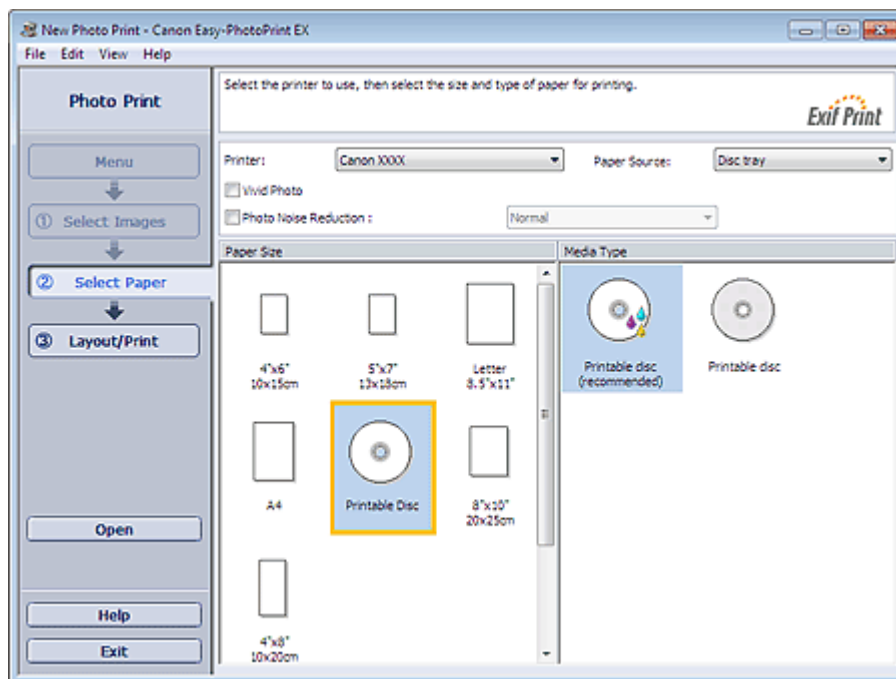 New Photo Print - Canon Easy-PhotoPrint EX
File Edit View Help
Photo Print
Menu
① Select Images
② Select Paper
③ Layout/Print
Open
Help
Exit
Select the printer to use, then select the size and type of paper for printing.
Exif Print
Printer: Canon XXXX Paper Source: Disc tray
Vivid Photo
Photo Noise Reduction : Normal
Paper Size
4"x6"
10x15cm
5"x7"
13x18cm
Letter
8.5"x11"
A4
Printable Disc
8"x10"
20x25cm
4"x8"
10x20cm
Media Type
Printable disc
(recommended)
Printable disc